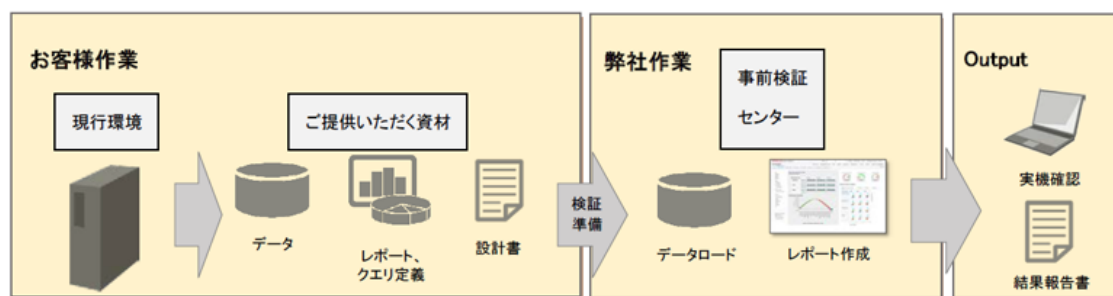 お客様作業
現行環境
ご提供いただく資材
データ
レポート、
クエリ定義
設計書
検証
準備
弊社作業
事前検証
センター
データロード
レポート作成
Output
実機確認
結果報告書